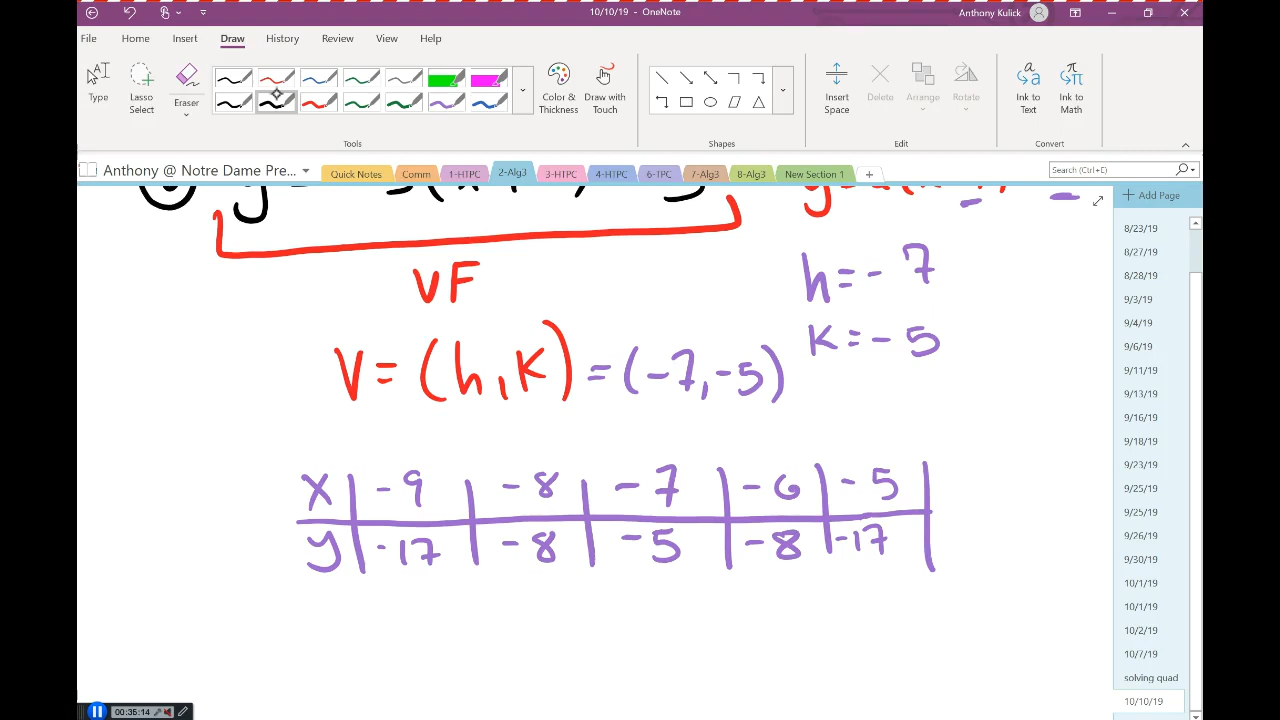 10/10/19 - OneNote
Anthony Kulick
File Home Insert Draw History Review View Help
Type
Lasso Select
Eraser
Color & Thickness
Draw with Touch
Insert Space
Delete
Arrange
Rotate
Ink to Text
Ink to Math
Tools
Shapes
Edit
Convert
Anthony @ Notre Dame Pre...
Quick Notes Comm 1-HTPC 2-Alg3 3-HTPC 4-HTPC 6-TPC 7-Alg3 8-Alg3 New Section 1
Search (Ctrl+E)
Add Page
8/23/19
8/27/19
8/28/19
9/3/19
9/4/19
9/6/19
9/11/19
9/13/19
9/16/19
9/18/19
9/23/19
9/25/19
9/25/19
9/26/19
9/30/19
10/1/19
10/1/19
10/2/19
10/7/19
solving quad
10/10/19
VF
h = -7
k = -5
V = (h, k) = (-7, -5)
x -9 -8 -7 -6 -5
y -17 -8 -5 -8 -17
00:35:14